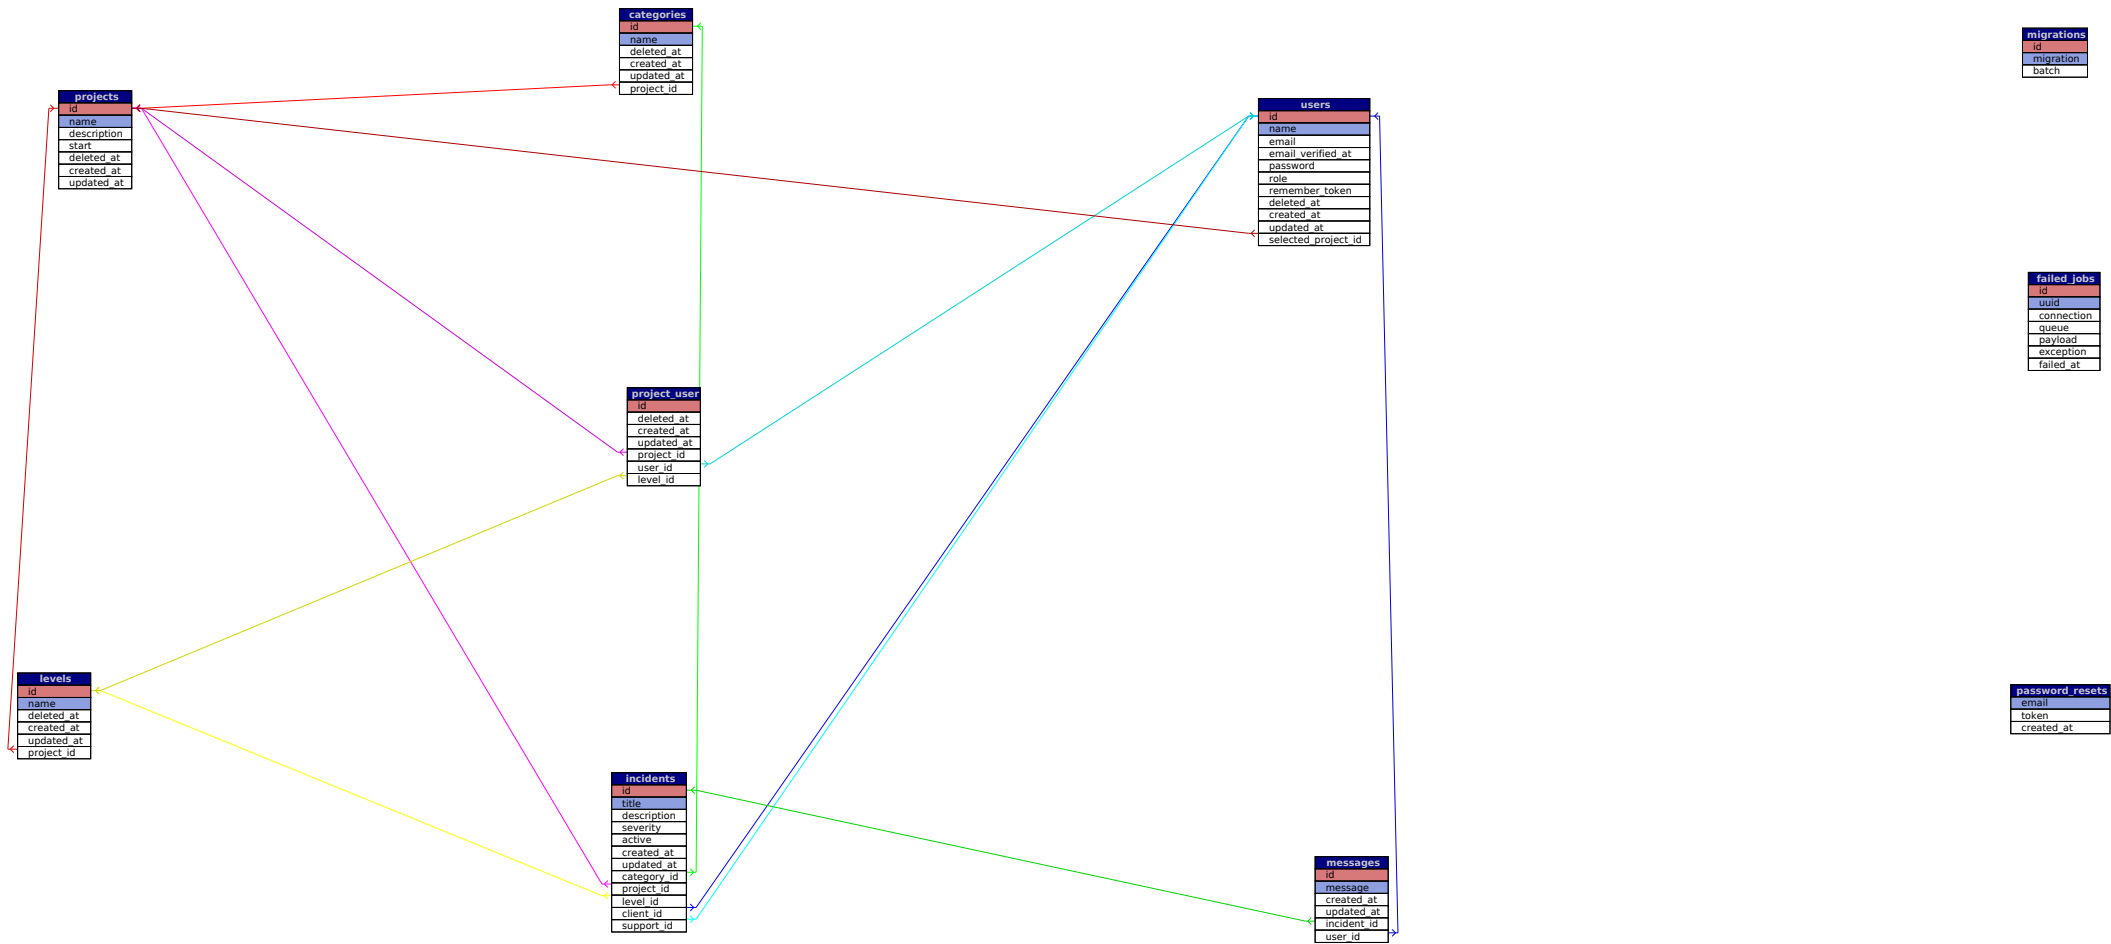 categories
id
name
deleted_at
created_at
updated_at
project_id
projects
id
name
description
start
deleted_at
created_at
updated_at
users
id
name
email
email_verified_at
password
role
remember_token
deleted_at
created_at
updated_at
selected_project_id
migrations
id
migration
batch
failed_jobs
id
uuid
connection
queue
payload
exception
failed_at
project_user
id
deleted_at
created_at
updated_at
project_id
user_id
level_id
levels
id
name
deleted_at
created_at
updated_at
project_id
incidents
id
title
description
severity
active
created_at
updated_at
category_id
project_id
level_id
client_id
support_id
messages
id
message
created_at
updated_at
incident_id
user_id
password_resets
email
token
created_at